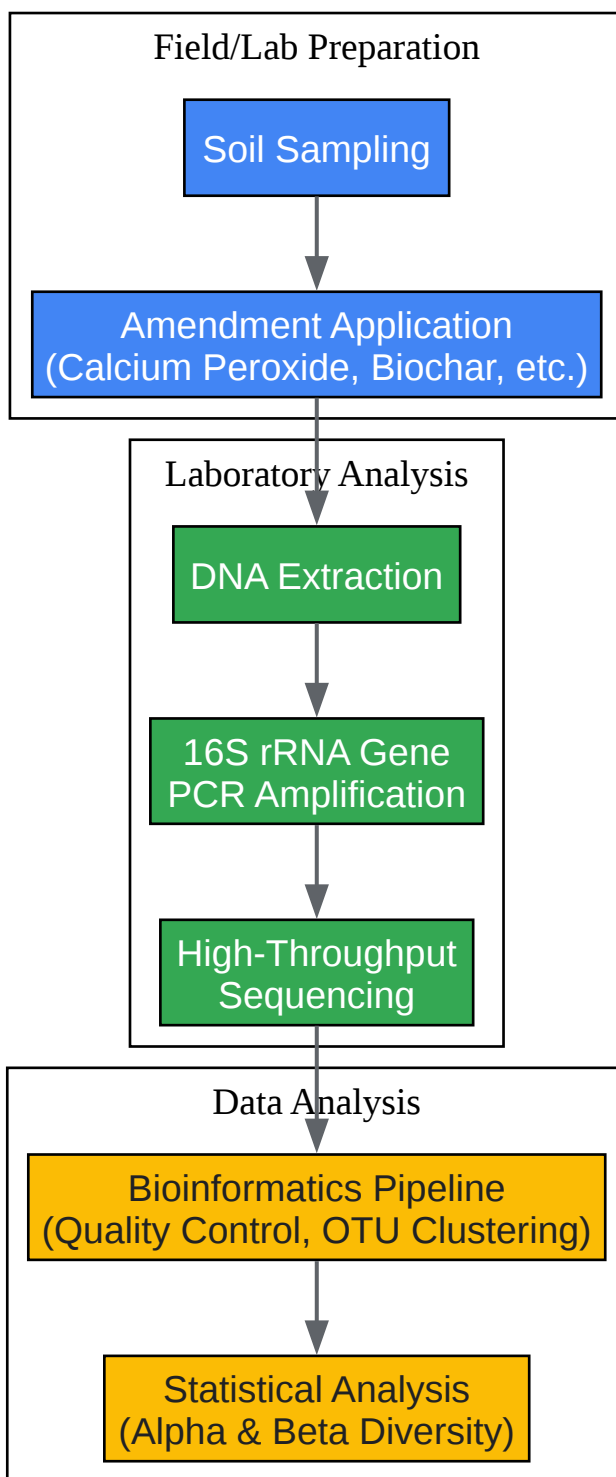 Field/Lab Preparation
Soil Sampling
Amendment Application
(Calcium Peroxide, Biochar, etc.)
Laboratory Analysis
DNA Extraction
16S rRNA Gene
PCR Amplification
High-Throughput
Sequencing
Data Analysis
Bioinformatics Pipeline
(Quality Control, OTU Clustering)
Statistical Analysis
(Alpha & Beta Diversity)